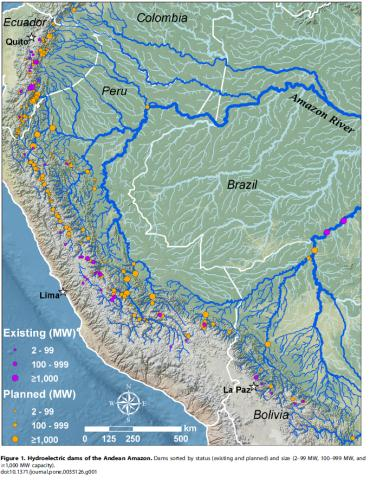 Ecuador
Colombia
Quito
Peru
Amazon River
Brazil
Lima
Existing (MW)
2 - 99
100 - 999
≥1,000
Planned (MW)
2 - 99
100 - 999
≥1,000
N
W E
S
km
0 125 250 500
La Paz
Bolivia
Figure 1. Hydroelectric dams of the Andean Amazon. Dams sorted by status (existing and planned) and size (2–99 MW, 100–999 MW, and
≥1,000 MW capacity).
doi:10.1371/journal.pone.0035126.g001